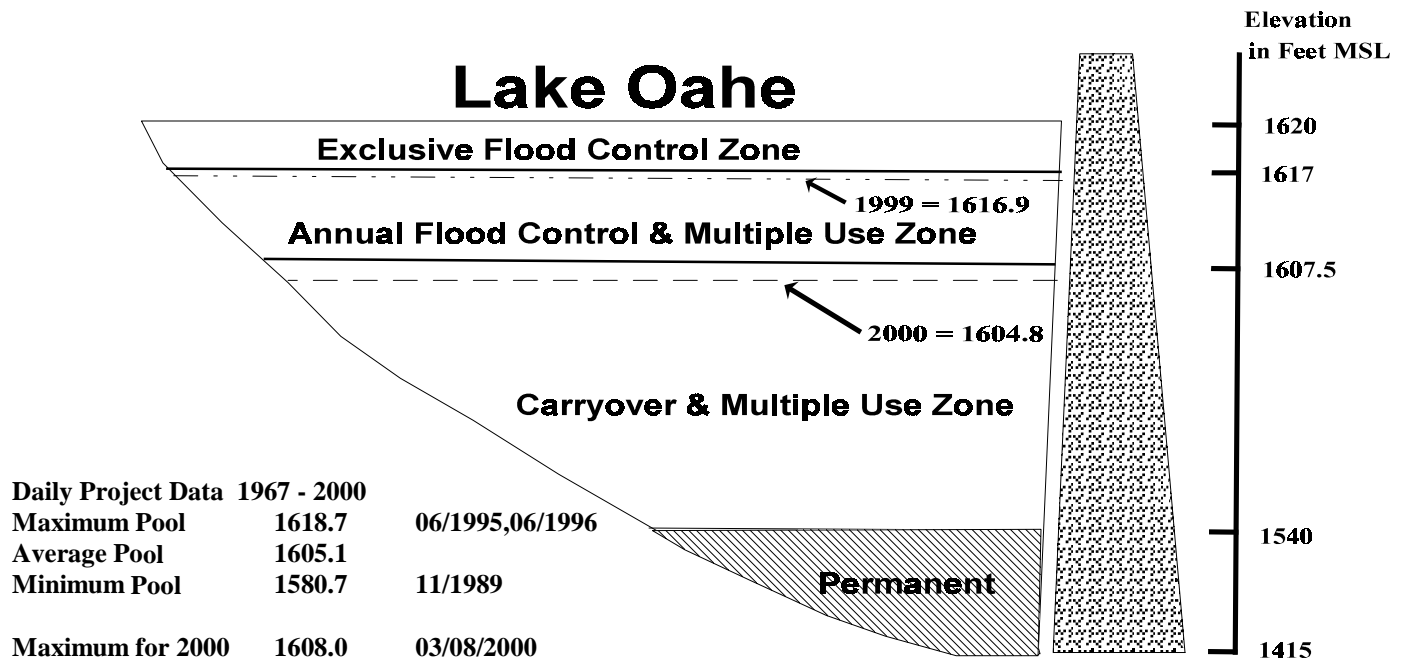 Elevation
in Feet MSL
Lake Oahe
1620
Exclusive Flood Control Zone
1617
1999 = 1616.9
Annual Flood Control & Multiple Use Zone
1607.5
2000 = 1604.8
Carryover & Multiple Use Zone
Daily Project Data 1967 - 2000
Maximum Pool 1618.7 06/1995,06/1996
1540
Average Pool 1605.1
Minimum Pool 1580.7 11/1989
Permanent
Maximum for 2000 1608.0 03/08/2000
1415